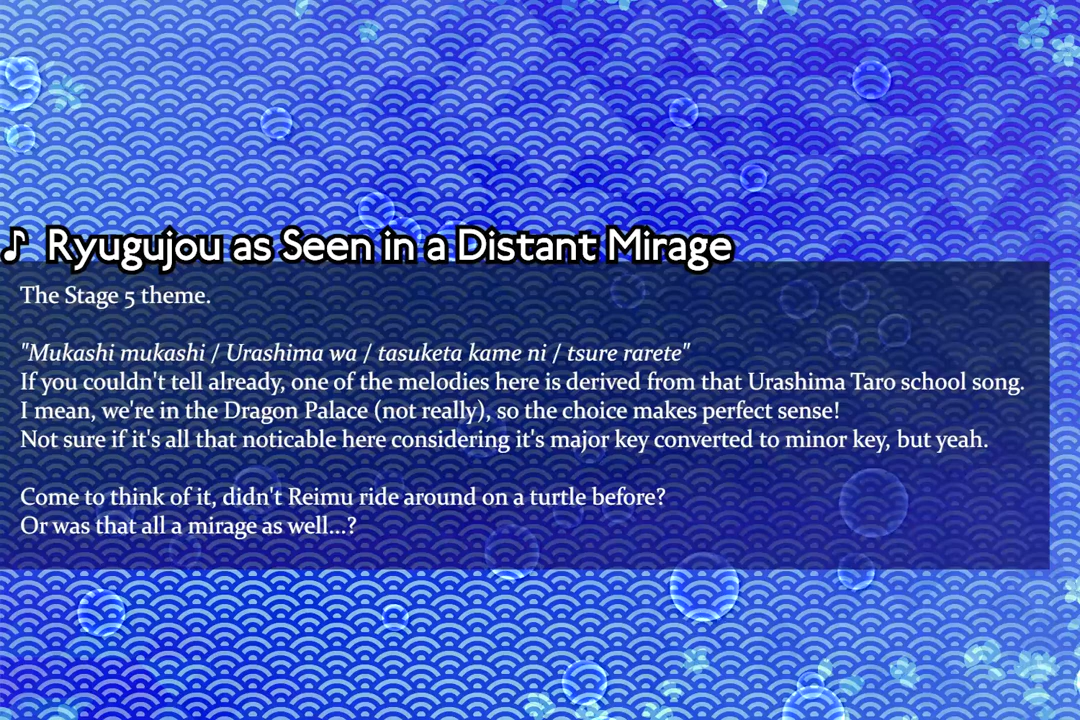 ♪ Ryugujou as Seen in a Distant Mirage
The Stage 5 theme.
"Mukashi mukashi / Urashima wa / tasuketa kame ni / tsure rarete"
If you couldn't tell already, one of the melodies here is derived from that Urashima Taro school song.
I mean, we're in the Dragon Palace (not really), so the choice makes perfect sense!
Not sure if it's all that noticable here considering it's major key converted to minor key, but yeah.
Come to think of it, didn't Reimu ride around on a turtle before?
Or was that all a mirage as well...?